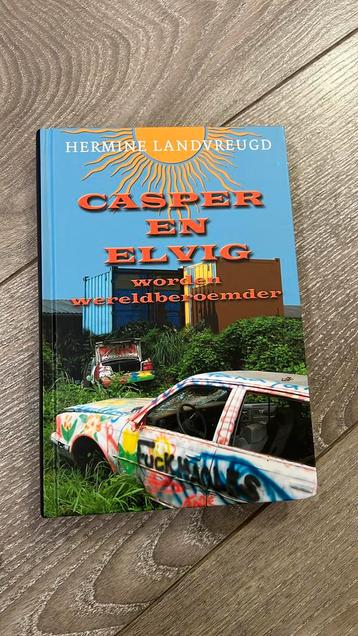 HERMINE LANDVREUGD
CASPER
EN
ELVIG
worden
wereldberoemder